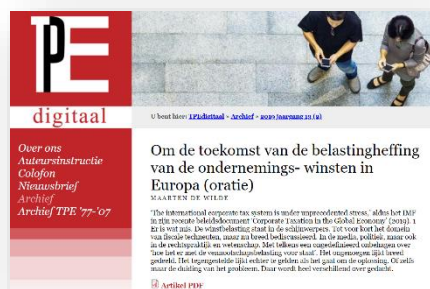 TPE
digitaal
Over ons
Auteursinstructie
Colofon
Nieuwsbrief
Archief
Archief TPE '77-'07
U bent hier: TPEdigitaal » Archief » 2019 jaargang 13 (2)
Om de toekomst van de belastingheffing
van de ondernemings- winsten in
Europa (oratie)
MAARTEN DE WILDE
'The international corporate tax system is under unprecedented stress,' aldus het IMF
in zijn recente beleidsdocument 'Corporate Taxation in the Global Economy' (2019). 1
Er is wat mis. De winstbelasting staat in de schijnwerpers. Tot voor kort het domein
van fiscale techneuten, maar nu breed bediscussieerd. In de media, politiek, maar ook
in de rechtspraktijk en wetenschap. Met telkens een ongedefinieerd onbehagen over
'hoe het er met de vennootschapsbelasting voor staat'. Het ongenoegen lijkt breed
gedeeld. Het tegengestelde lijkt echter te gelden als het gaat om de oplossing. Of zelfs
maar de duiding van het probleem. Daar wordt heel verschillend over gedacht.
Artikel PDF